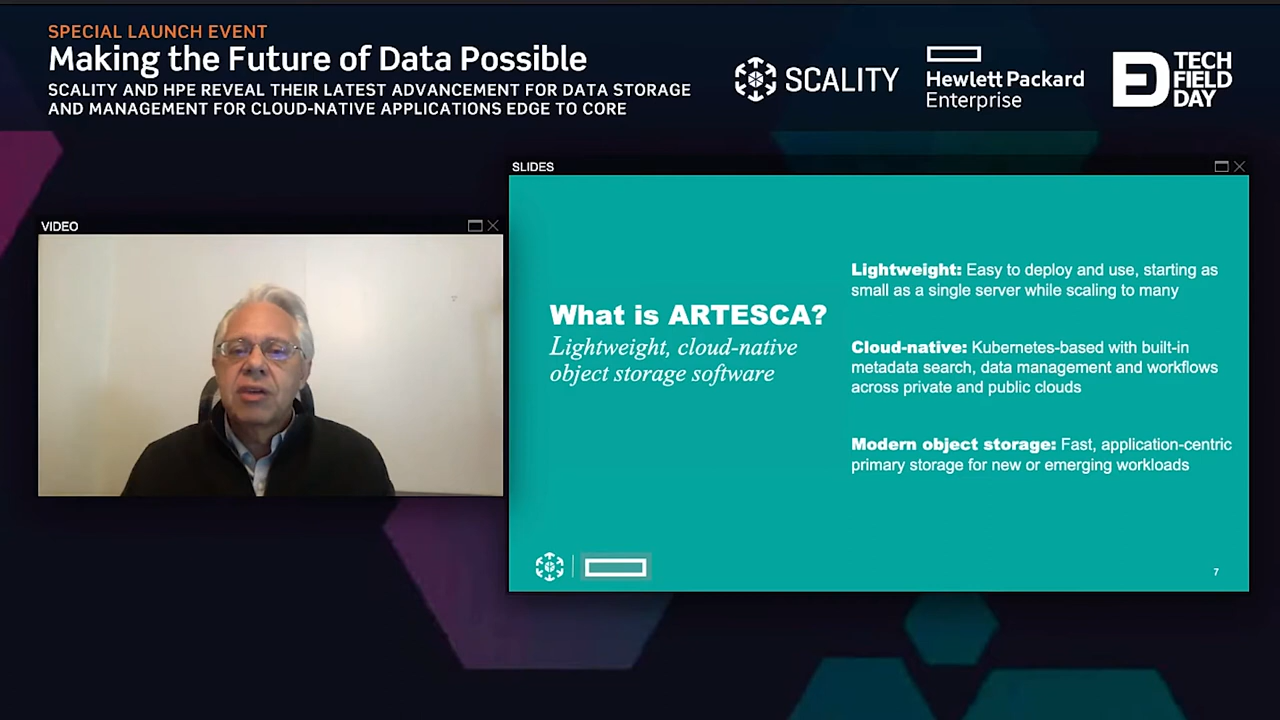 SPECIAL LAUNCH EVENT
Making the Future of Data Possible
SCALITY AND HPE REVEAL THEIR LATEST ADVANCEMENT FOR DATA STORAGE
AND MANAGEMENT FOR CLOUD-NATIVE APPLICATIONS EDGE TO CORE
SCALITY
Hewlett Packard
Enterprise
TECH
FIELD
DAY
VIDEO
SLIDES
What is ARTESCA?
Lightweight, cloud-native
object storage software
Lightweight: Easy to deploy and use, starting as
small as a single server while scaling to many
Cloud-native: Kubernetes-based with built-in
metadata search, data management and workflows
across private and public clouds
Modern object storage: Fast, application-centric
primary storage for new or emerging workloads
7